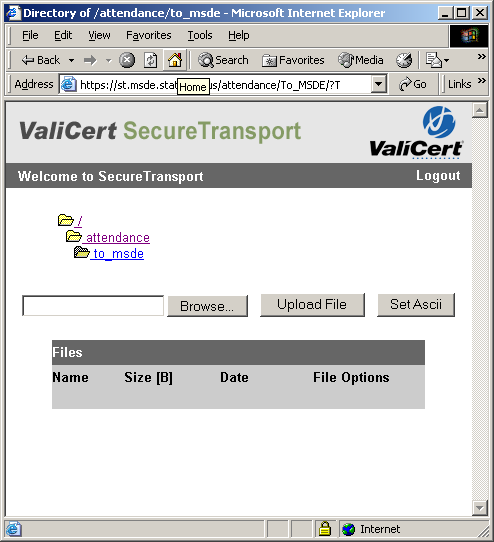 Directory of /attendance/to_msde - Microsoft Internet Explorer
File Edit View Favorites Tools Help
Back Search Favorites Media »
Address https://st.msde.stat us/attendance/To_MSDE/?T Go Links »
Home
ValiCert SecureTransport ValiCert
Welcome to SecureTransport Logout
/
attendance
to_msde
Browse... Upload File Set Ascii
Files
Name Size [B] Date File Options
Internet